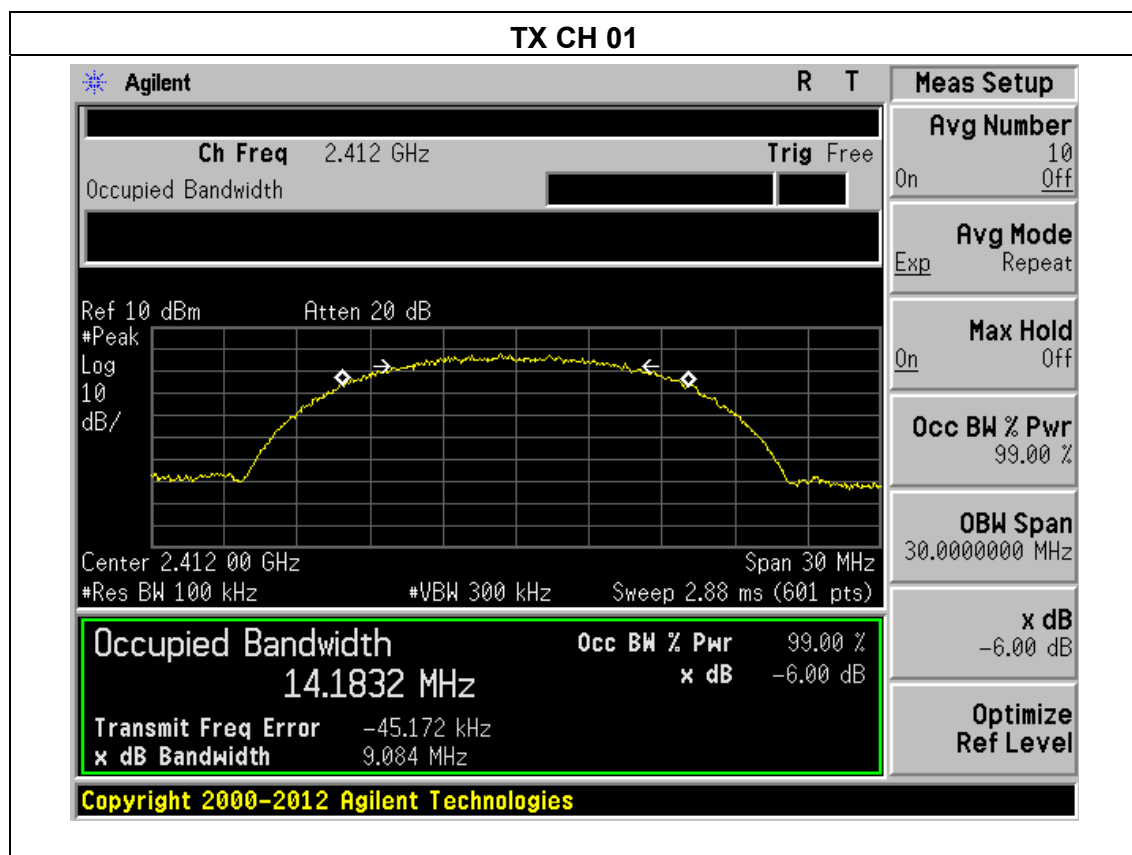 TX CH 01
Agilent R T
Ch Freq 2.412 GHz Trig Free
Occupied Bandwidth
Ref 10 dBm Atten 20 dB
#Peak
Log
10
dB/
Center 2.412 00 GHz Span 30 MHz
#Res BW 100 kHz #VBW 300 kHz Sweep 2.88 ms (601 pts)
Occupied Bandwidth Occ BW % Pwr 99.00 %
14.1832 MHz x dB -6.00 dB
Transmit Freq Error -45.172 kHz
x dB Bandwidth 9.084 MHz
Meas Setup
Avg Number
10
On Off
Avg Mode
Exp Repeat
Max Hold
On Off
Occ BW % Pwr
99.00 %
OBW Span
30.0000000 MHz
x dB
-6.00 dB
Optimize
Ref Level
Copyright 2000-2012 Agilent Technologies